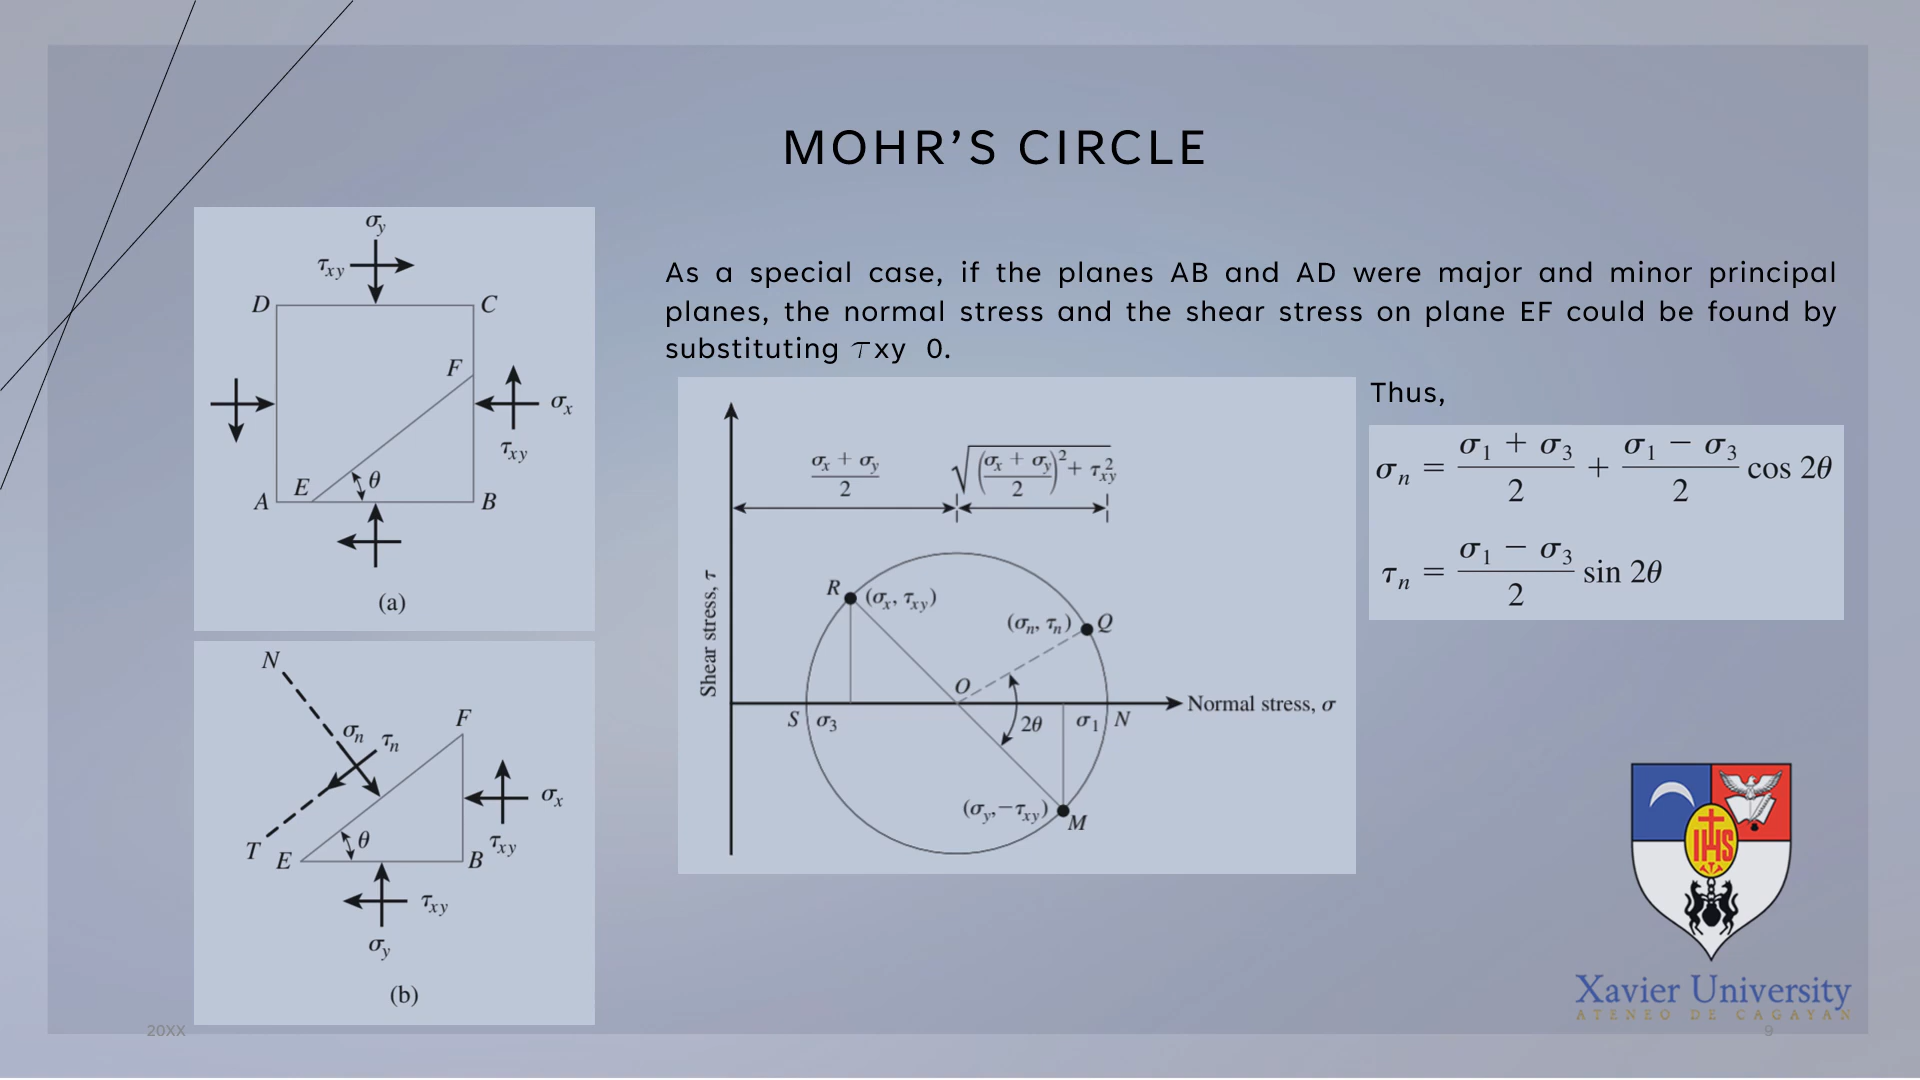 MOHR’S CIRCLE
σy
τxy
D
C
F
σx
τxy
E
θ
A
B
(a)
N
F
σn
τn
σx
T
E
θ
B
τxy
τxy
σy
(b)
As a special case, if the planes AB and AD were major and minor principal
planes, the normal stress and the shear stress on plane EF could be found by
substituting τxy 0.
σx + σy / 2
√((σx + σy / 2)² + τ²xy)
Shear stress, τ
R
(σx, τxy)
(σn, τn)
Q
O
Normal stress, σ
S
σ3
2θ
σ1
N
(σy, −τxy)
M
Thus,
σn = σ1 + σ3 / 2 + σ1 − σ3 / 2 cos 2θ
τn = σ1 − σ3 / 2 sin 2θ
IHS
Xavier University
ATENEO DE CAGAYAN
20XX
9